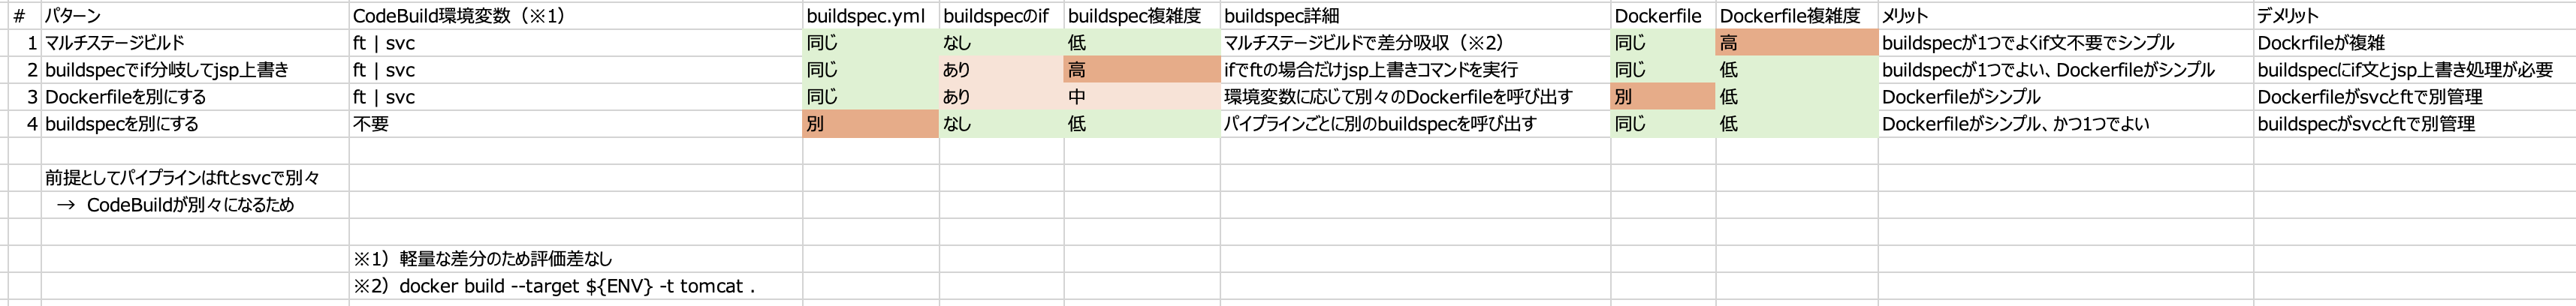 # パターン CodeBuild環境変数（※1） buildspec.yml buildspecのif buildspec複雑度 buildspec詳細 Dockerfile Dockerfile複雑度 メリット デメリット
1 マルチステージビルド ft | svc 同じ なし 低 マルチステージビルドで差分吸収（※2） 同じ 高 buildspecが1つでよくif文不要でシンプル Dockrfileが複雑
2 buildspecでif分岐してjsp上書き ft | svc 同じ あり 高 ifでftの場合だけjsp上書きコマンドを実行 同じ 低 buildspecが1つでよい、Dockerfileがシンプル buildspecにif文とjsp上書き処理が必要
3 Dockerfileを別にする ft | svc 同じ あり 中 環境変数に応じて別々のDockerfileを呼び出す 別 低 Dockerfileがシンプル Dockerfileがsvcとftで別管理
4 buildspecを別にする 不要 別 なし 低 パイプラインごとに別のbuildspecを呼び出す 同じ 低 Dockerfileがシンプル、かつ1つでよい buildspecがsvcとftで別管理
前提としてパイプラインはftとsvcで別々
→ CodeBuildが別々になるため
※1）軽量な差分のため評価差なし
※2）docker build --target ${ENV} -t tomcat .